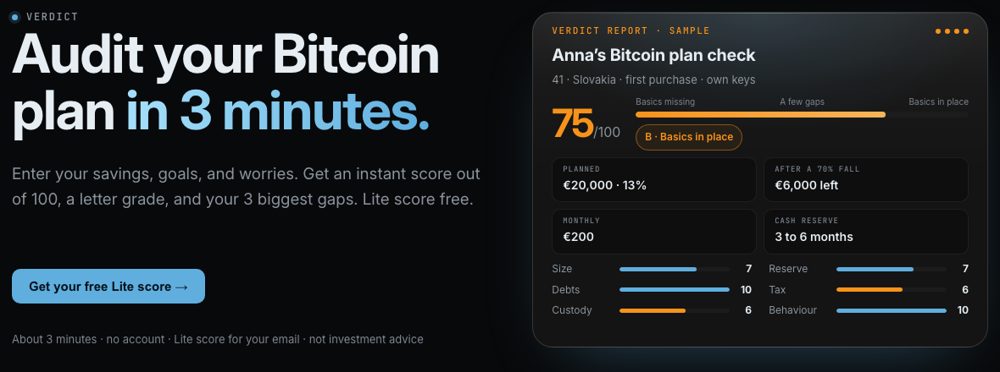 VERDICT
Audit your Bitcoin
plan in 3 minutes.
Enter your savings, goals, and worries. Get an instant score out
of 100, a letter grade, and your 3 biggest gaps. Lite score free.
Get your free Lite score →
About 3 minutes · no account · Lite score for your email · not investment advice
VERDICT REPORT · SAMPLE
Anna’s Bitcoin plan check
41 · Slovakia · first purchase · own keys
75/100
Basics missing A few gaps Basics in place
B · Basics in place
PLANNED
€20,000 · 13%
AFTER A 70% FALL
€6,000 left
MONTHLY
€200
CASH RESERVE
3 to 6 months
Size 7
Reserve 7
Debts 10
Tax 6
Custody 6
Behaviour 10